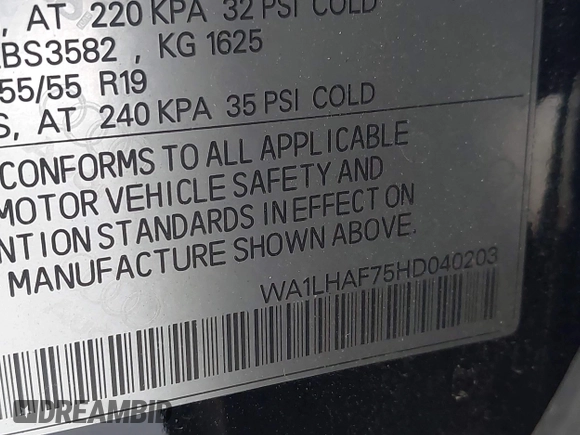 , AT 220 KPA 32 PSI COLD
BS3582 , KG 1625
55/55 R19
S, AT 240 KPA 35 PSI COLD
CONFORMS TO ALL APPLICABLE
MOTOR VEHICLE SAFETY AND
NTION STANDARDS IN EFFECT ON
MANUFACTURE SHOWN ABOVE.
WA1LHAF75HD040203
DREAMBID